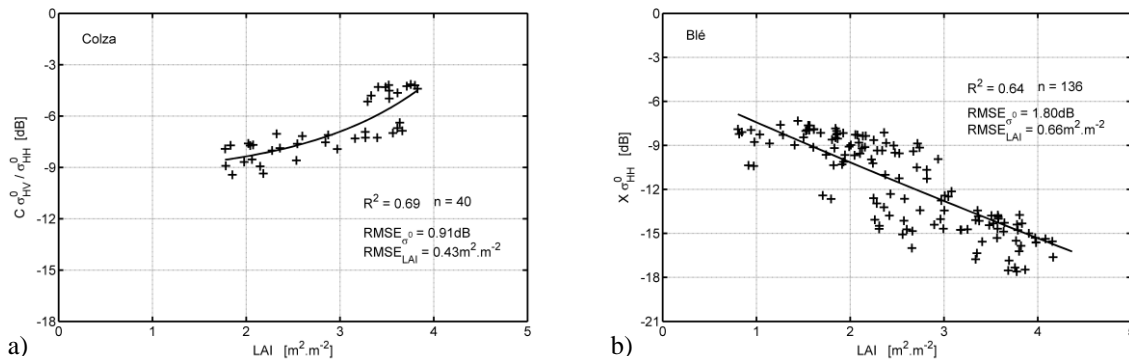 0
-3
-6
-9
-12
-15
-18
C σ⁰HV / σ⁰HH [dB]
Colza
R² = 0.69 n = 40
RMSEσ⁰ = 0.91dB
RMSELAI = 0.43m².m⁻²
0 1 2 3 4 5
LAI [m².m⁻²]
a)
0
-3
-6
-9
-12
-15
-18
-21
X σ⁰HH [dB]
Blé
R² = 0.64 n = 136
RMSEσ⁰ = 1.80dB
RMSELAI = 0.66m².m⁻²
0 1 2 3 4 5
LAI [m².m⁻²]
b)